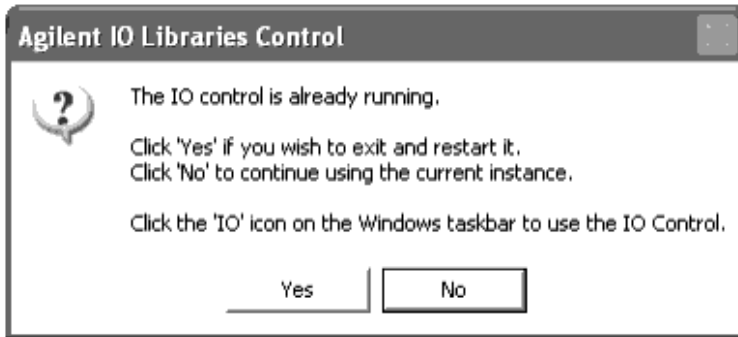 Agilent IO Libraries Control
?
The IO control is already running.
Click 'Yes' if you wish to exit and restart it.
Click 'No' to continue using the current instance.
Click the 'IO' icon on the Windows taskbar to use the IO Control.
Yes No